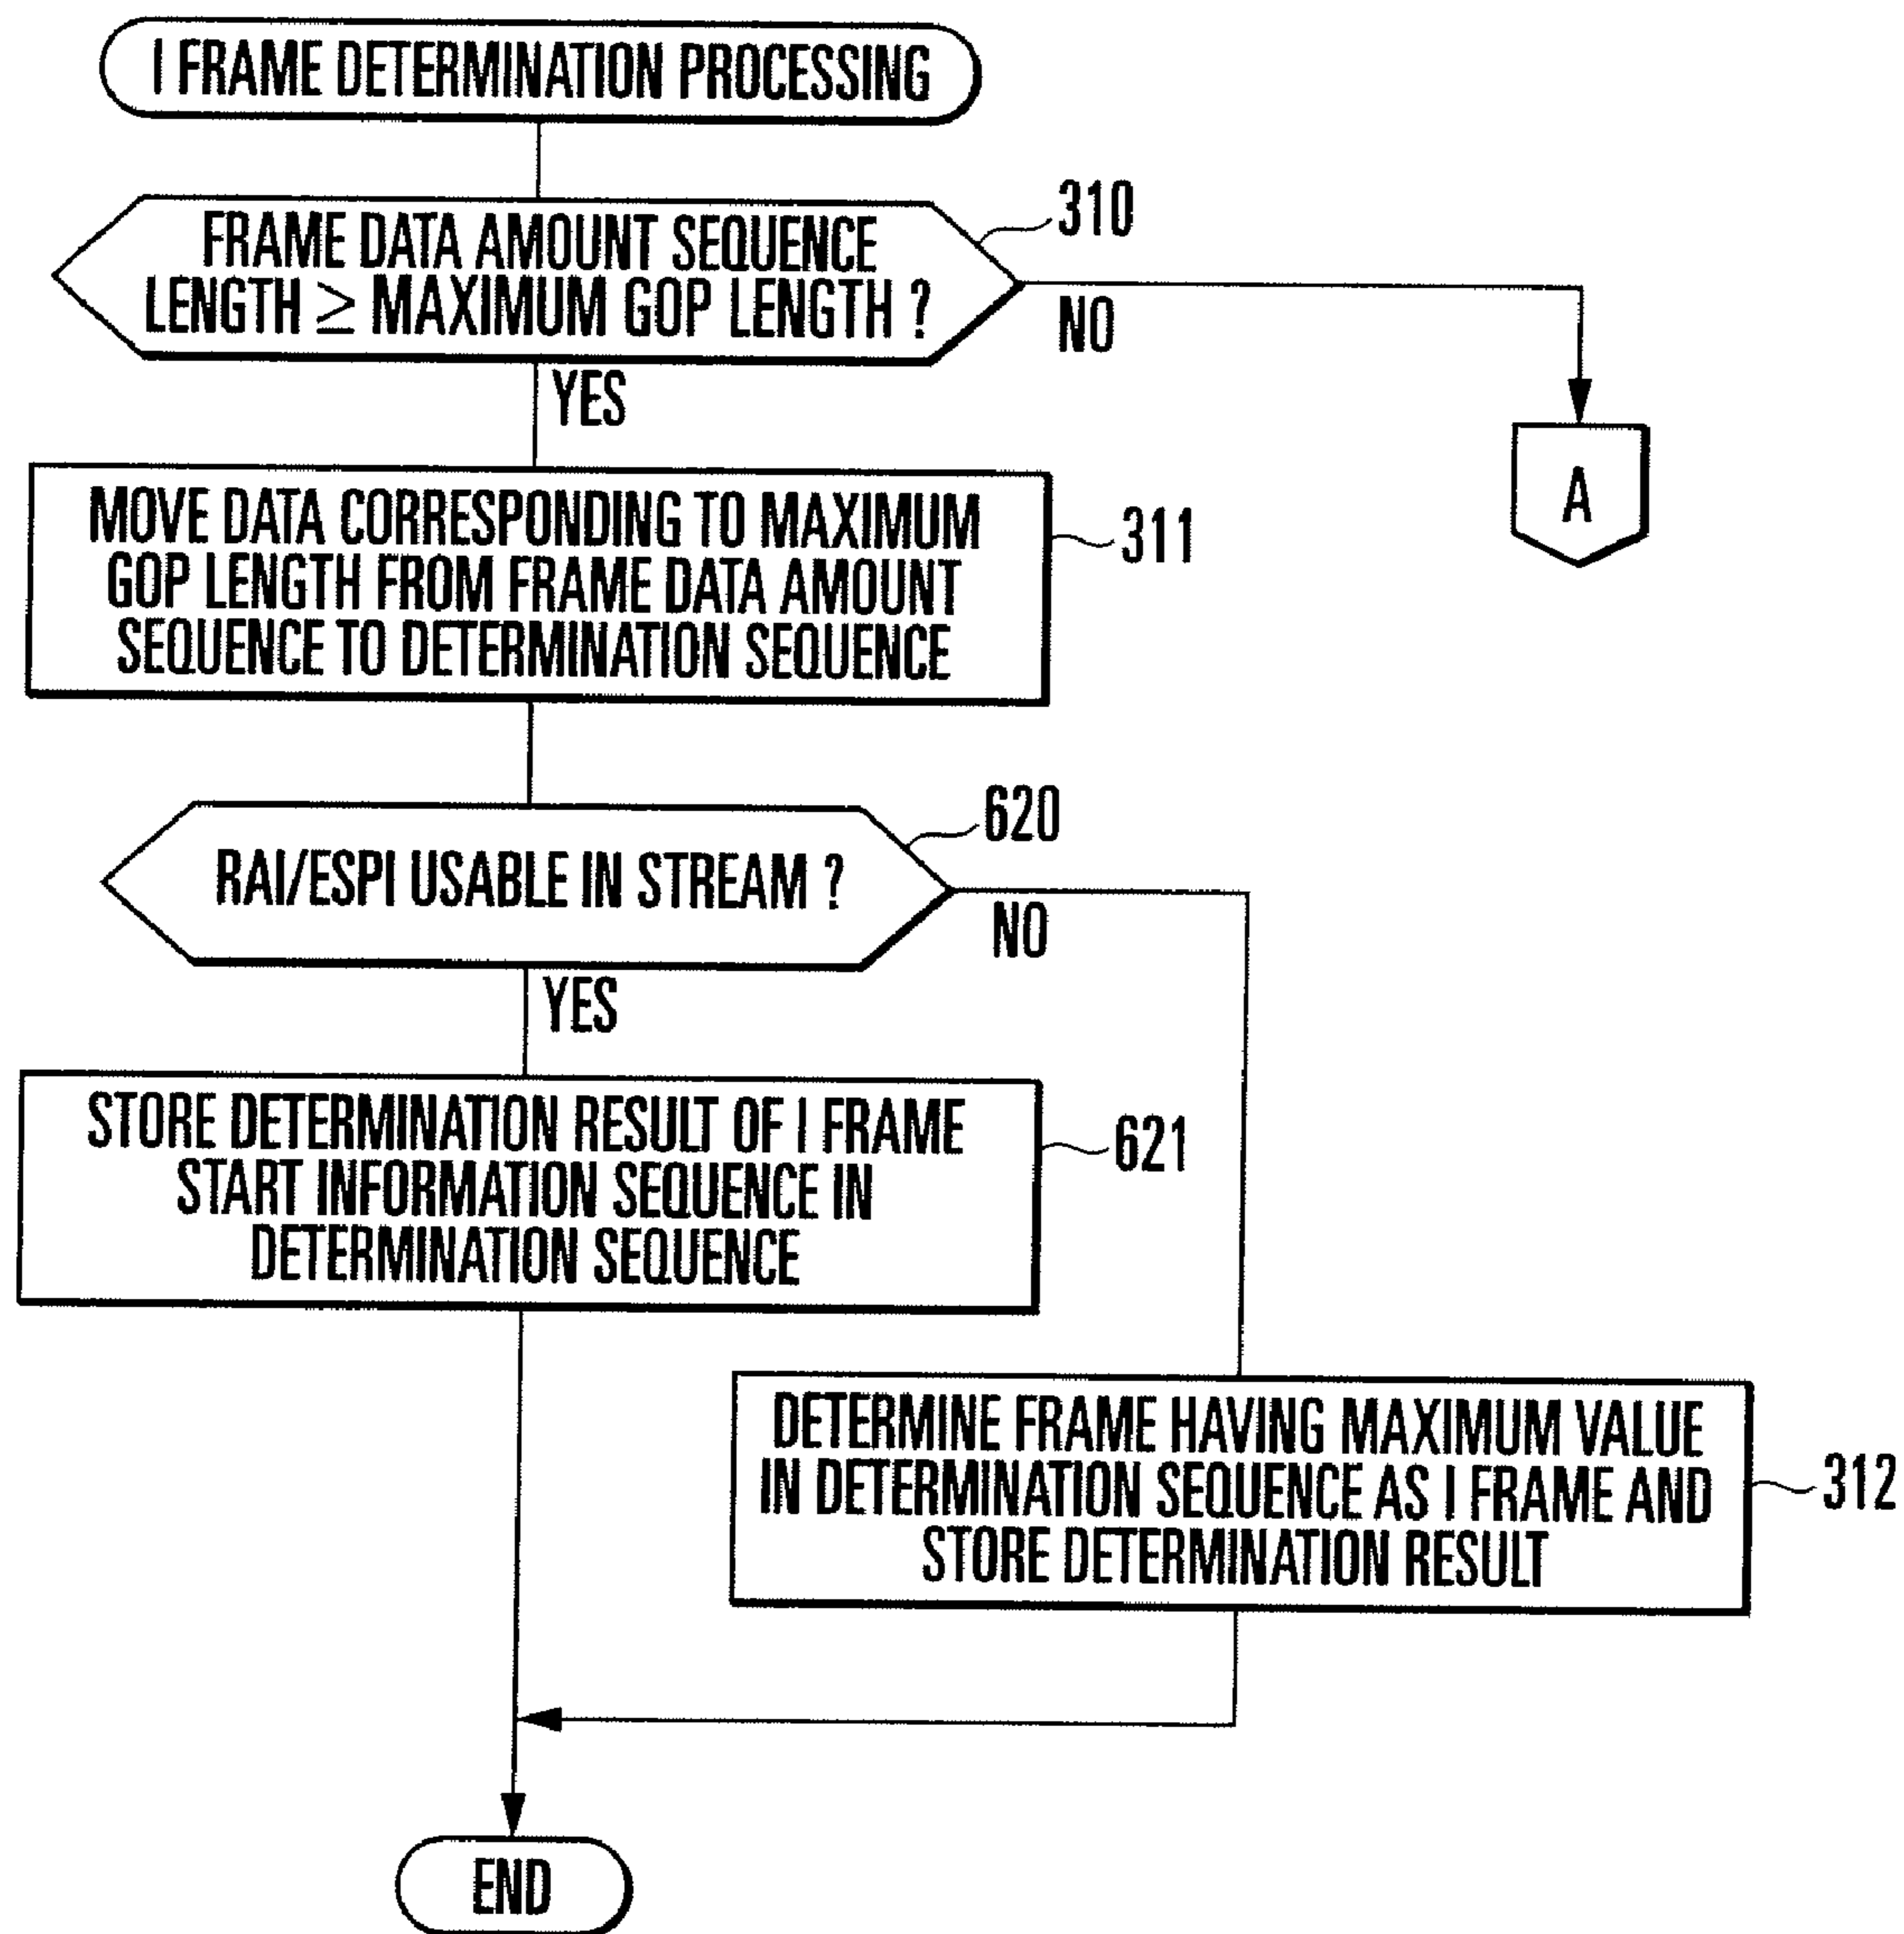 I FRAME DETERMINATION PROCESSING
FRAME DATA AMOUNT SEQUENCE
LENGTH ≥ MAXIMUM GOP LENGTH ?
310
NO
YES
A
MOVE DATA CORRESPONDING TO MAXIMUM
GOP LENGTH FROM FRAME DATA AMOUNT
SEQUENCE TO DETERMINATION SEQUENCE
311
RAI/ESPI USABLE IN STREAM ?
620
NO
YES
STORE DETERMINATION RESULT OF I FRAME
START INFORMATION SEQUENCE IN
DETERMINATION SEQUENCE
621
DETERMINE FRAME HAVING MAXIMUM VALUE
IN DETERMINATION SEQUENCE AS I FRAME AND
STORE DETERMINATION RESULT
312
END